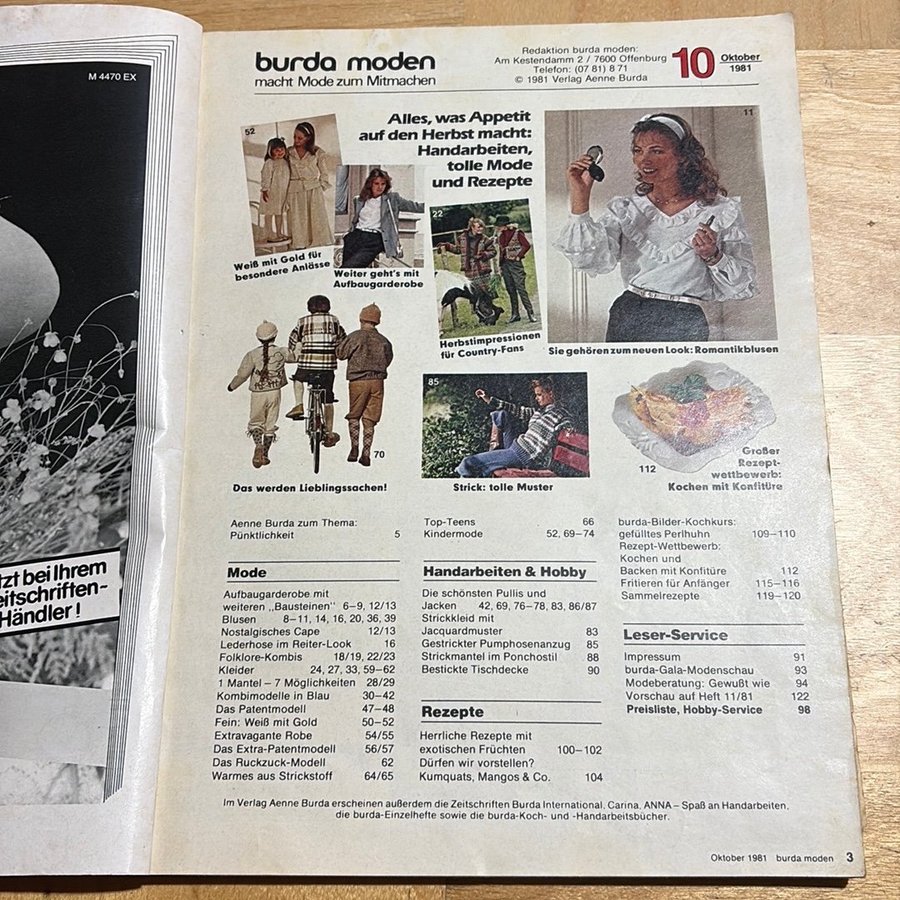 M 4470 EX
tzt bei Ihrem
eitschriften-
Händler!
burda moden
macht Mode zum Mitmachen
Redaktion burda moden:
Am Kestendamm 2 / 7600 Offenburg
Telefon: (07 81) 8 71
© 1981 Verlag Aenne Burda
10 Oktober
1981
Alles, was Appetit
auf den Herbst macht:
Handarbeiten,
tolle Mode
und Rezepte
52
Weiß mit Gold für
besondere Anlässe
Weiter geht's mit
Aufbaugarderobe
22
Herbstimpressionen
für Country-Fans
11
Sie gehören zum neuen Look: Romantikblusen
70
Das werden Lieblingssachen!
85
Strick: tolle Muster
112
Großer
Rezept-
wettbewerb:
Kochen mit Konfitüre
Aenne Burda zum Thema:
Pünktlichkeit 5
Mode
Aufbaugarderobe mit
weiteren „Bausteinen" 6–9, 12/13
Blusen 8–11, 14, 16, 20, 36, 39
Nostalgisches Cape 12/13
Lederhose im Reiter-Look 16
Folklore-Kombis 18/19, 22/23
Kleider 24, 27, 33, 59–62
1 Mantel – 7 Möglichkeiten 28/29
Kombimodelle in Blau 30–42
Das Patentmodell 47–48
Fein: Weiß mit Gold 50–52
Extravagante Robe 54/55
Das Extra-Patentmodell 56/57
Das Ruckzuck-Modell 62
Warmes aus Strickstoff 64/65
Top-Teens 66
Kindermode 52, 69–74
Handarbeiten & Hobby
Die schönsten Pullis und
Jacken 42, 69, 76–78, 83, 86/87
Strickkleid mit
Jacquardmuster 83
Gestrickter Pumphosenanzug 85
Strickmantel im Ponchostil 88
Bestickte Tischdecke 90
Rezepte
Herrliche Rezepte mit
exotischen Früchten 100–102
Dürfen wir vorstellen?
Kumquats, Mangos & Co. 104
burda-Bilder-Kochkurs:
gefülltes Perlhuhn 109–110
Rezept-Wettbewerb:
Kochen und
Backen mit Konfitüre 112
Fritieren für Anfänger 115–116
Sammelrezepte 119–120
Leser-Service
Impressum 91
burda-Gala-Modenschau 93
Modeberatung: Gewußt wie 94
Vorschau auf Heft 11/81 122
Preisliste, Hobby-Service 98
Im Verlag Aenne Burda erscheinen außerdem die Zeitschriften Burda International, Carina, ANNA – Spaß an Handarbeiten,
die burda-Einzelhefte sowie die burda-Koch- und -Handarbeitsbücher.
Oktober 1981 burda moden 3